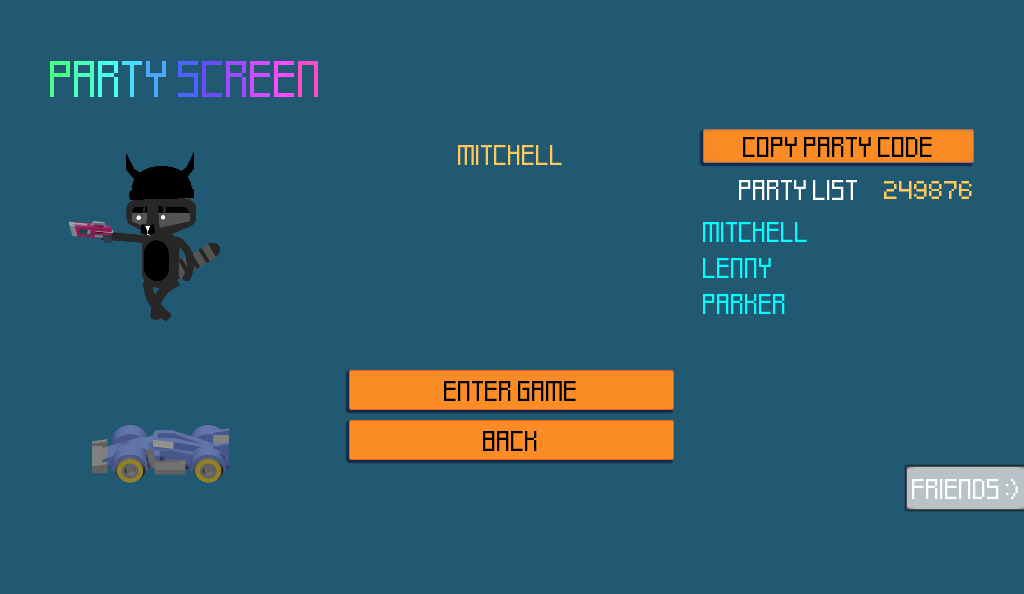 PARTY SCREEN
MITCHELL
COPY PARTY CODE
PARTY LIST 249876
MITCHELL
LENNY
PARKER
ENTER GAME
BACK
FRIENDS :)